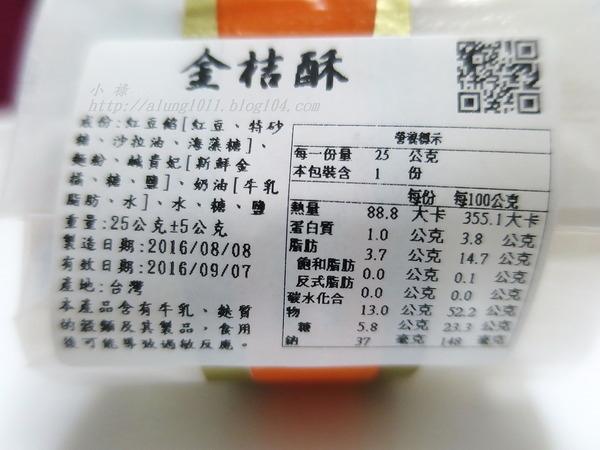 金桔酥
小祿
http://alung1011.blog104.com
成份:紅豆餡[紅豆、特砂
糖、沙拉油、海藻糖]、
麵粉、鹹貴妃[新鮮金
橘、糖、鹽]、奶油[牛乳
脂肪、水]、水、糖、鹽
重量:25公克±5公克
製造日期:2016/08/08
有效日期:2016/09/07
產地:台灣
本產品含有牛乳、麩質
的穀類及其製品，食用
後可能導致過敏反應。
營養標示
每一份量 25 公克
本包裝含 1 份
每份 每100公克
熱量 88.8 大卡 355.1大卡
蛋白質 1.0 公克 3.8 公克
脂肪 3.7 公克 14.7 公克
飽和脂肪 0.0 公克 0.1 公克
反式脂肪 0.0 公克 0.0 公克
碳水化合
物 13.0 公克 52.2 公克
糖 5.8 公克 23.3 公克
鈉 37 毫克 148 毫克